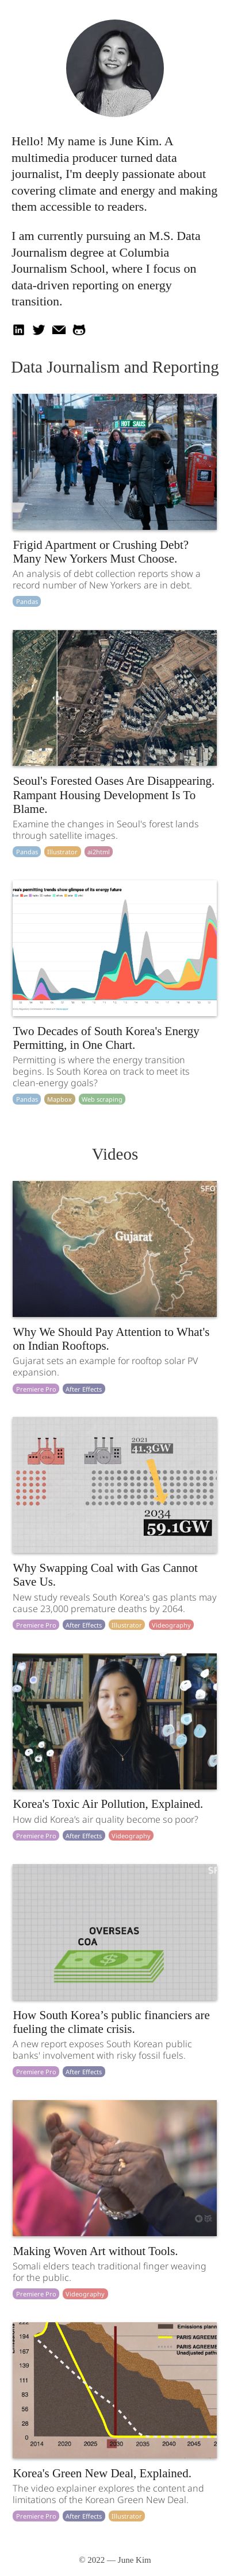 Hello! My name is June Kim. A
multimedia producer turned data
journalist, I'm deeply passionate about
covering climate and energy and making
them accessible to readers.
I am currently pursuing an M.S. Data
Journalism degree at Columbia
Journalism School, where I focus on
data-driven reporting on energy
transition.
Data Journalism and Reporting
HOT SUBS
Frigid Apartment or Crushing Debt?
Many New Yorkers Must Choose.
An analysis of debt collection reports show a
record number of New Yorkers are in debt.
Pandas
Seoul's Forested Oases Are Disappearing.
Rampant Housing Development Is To
Blame.
Examine the changes in Seoul's forest lands
through satellite images.
Pandas Illustrator ai2html
permitting trends show glimpse of its energy future
Two Decades of South Korea's Energy
Permitting, in One Chart.
Permitting is where the energy transition
begins. Is South Korea on track to meet its
clean-energy goals?
Pandas Mapbox Web scraping
Videos
Gujarat
Why We Should Pay Attention to What's
on Indian Rooftops.
Gujarat sets an example for rooftop solar PV
expansion.
Premiere Pro After Effects
2021
41.3GW
2034
59.1GW
Why Swapping Coal with Gas Cannot
Save Us.
New study reveals South Korea's gas plants may
cause 23,000 premature deaths by 2064.
Premiere Pro After Effects Illustrator Videography
Korea's Toxic Air Pollution, Explained.
How did Korea’s air quality become so poor?
Premiere Pro After Effects Videography
OVERSEAS
COA
How South Korea’s public financiers are
fueling the climate crisis.
A new report exposes South Korean public
banks' involvement with risky fossil fuels.
Premiere Pro After Effects
Making Woven Art without Tools.
Somali elders teach traditional finger weaving
for the public.
Premiere Pro Videography
Emissions plann
194
PARIS AGREEME
167
PARIS AGREEME
139
Unadjusted path
111
83
56
28
0
2014 2020 2025 2030 2035 2040 2045
Korea's Green New Deal, Explained.
The video explainer explores the content and
limitations of the Korean Green New Deal.
Premiere Pro After Effects Illustrator
© 2022 — June Kim